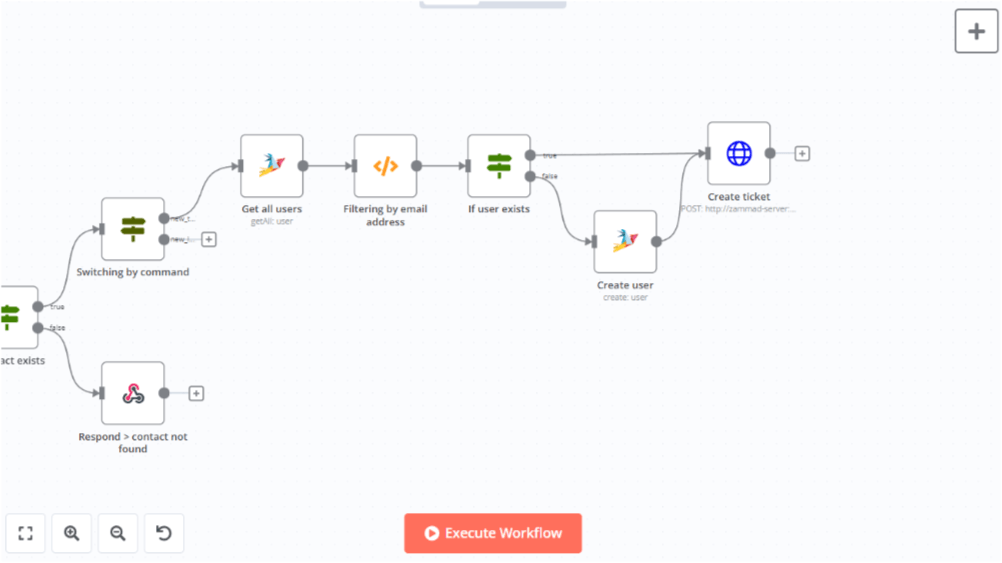 true
false
Get all users
getAll: user
Filtering by email
address
If user exists
Create ticket
POST: http://zammad-server:...
new_t...
new_i...
Switching by command
Create user
create: user
true
false
act exists
Respond > contact not
found
Execute Workflow